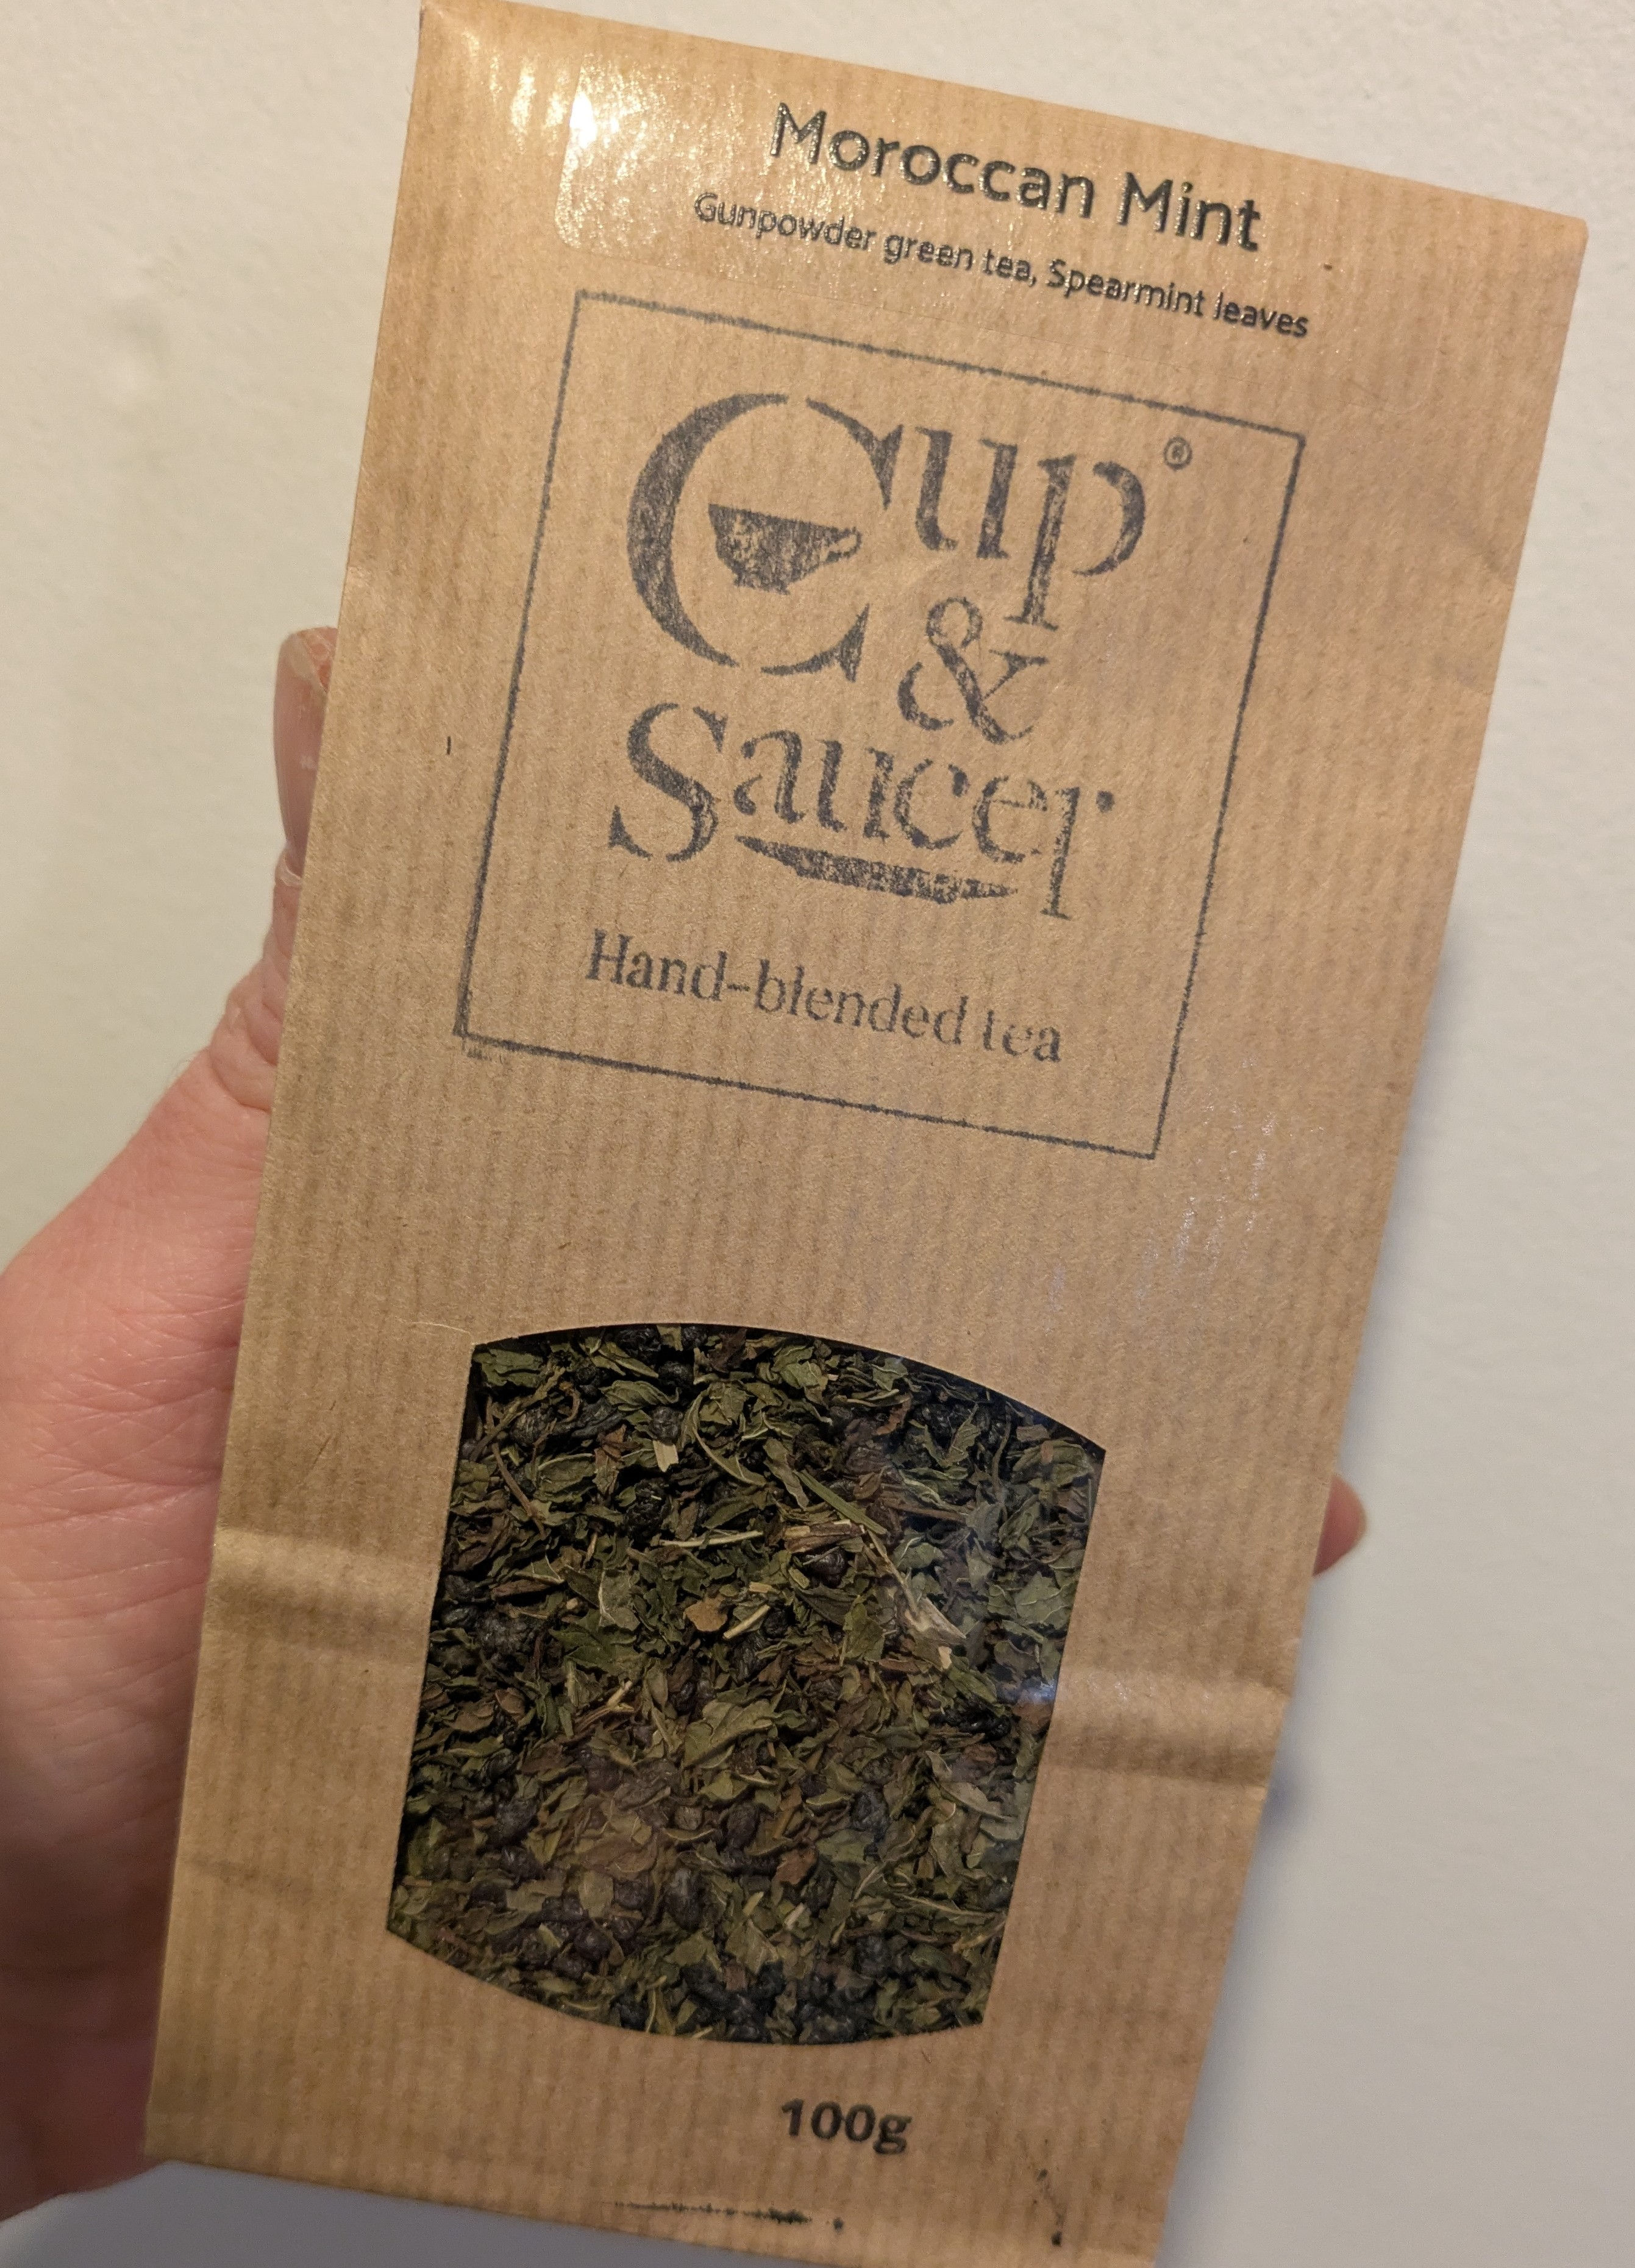 Moroccan Mint
Gunpowder green tea, Spearmint leaves
Cup®
&
Saucer
Hand-blended tea
100g